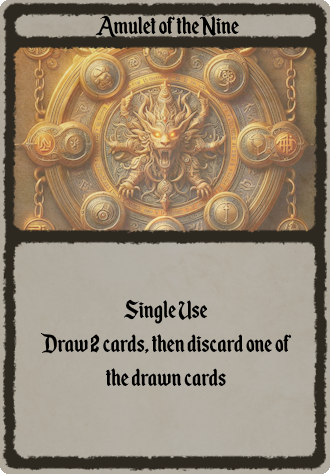 Amulet of the Nine
Single Use
Draw 2 cards, then discard one of
the drawn cards